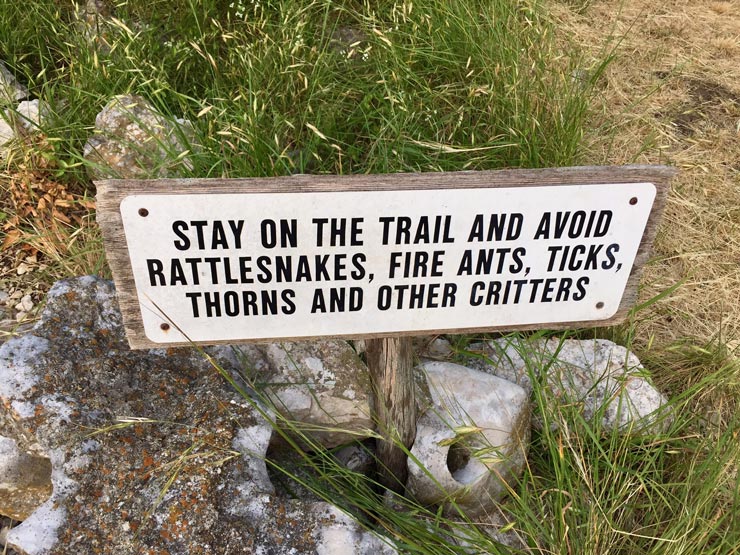 STAY ON THE TRAIL AND AVOID
RATTLESNAKES, FIRE ANTS, TICKS,
THORNS AND OTHER CRITTERS